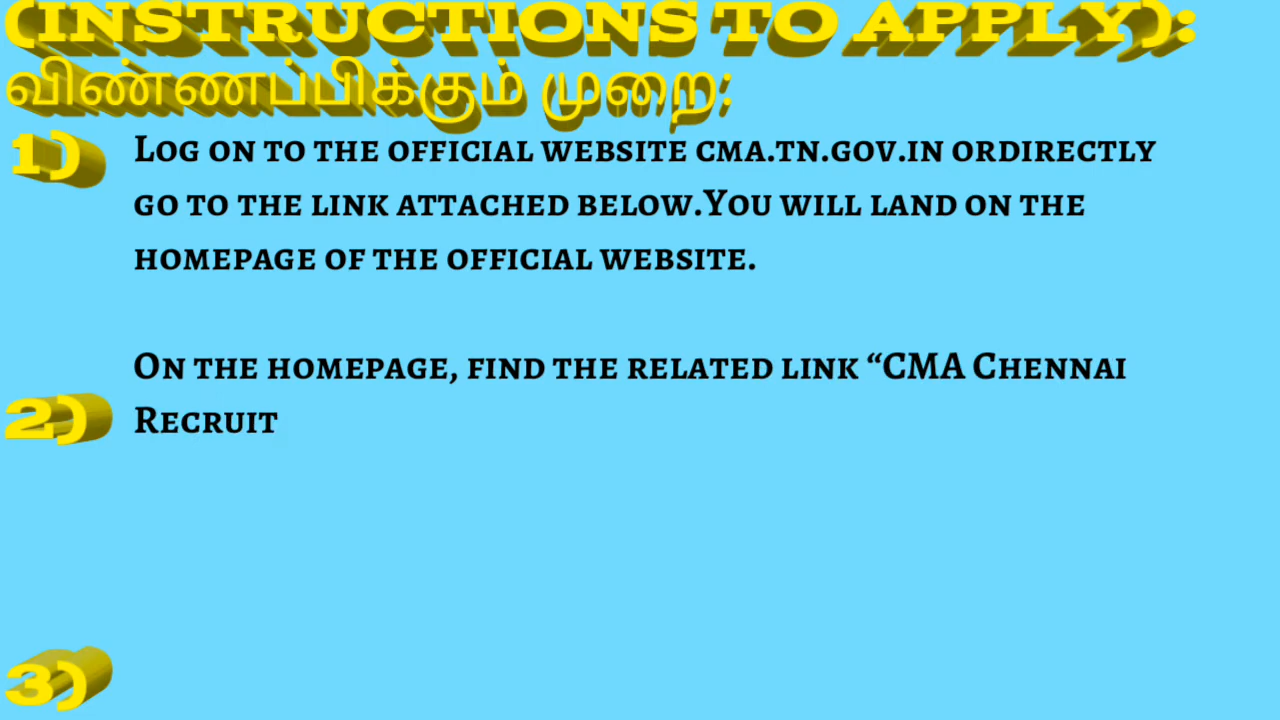 (INSTRUCTIONS TO APPLY):
விண்ணப்பிக்கும் முறை:
1) Log on to the official website cma.tn.gov.in ordirectly
go to the link attached below.You will land on the
homepage of the official website.
On the homepage, find the related link “CMA Chennai
2) Recruit
3)